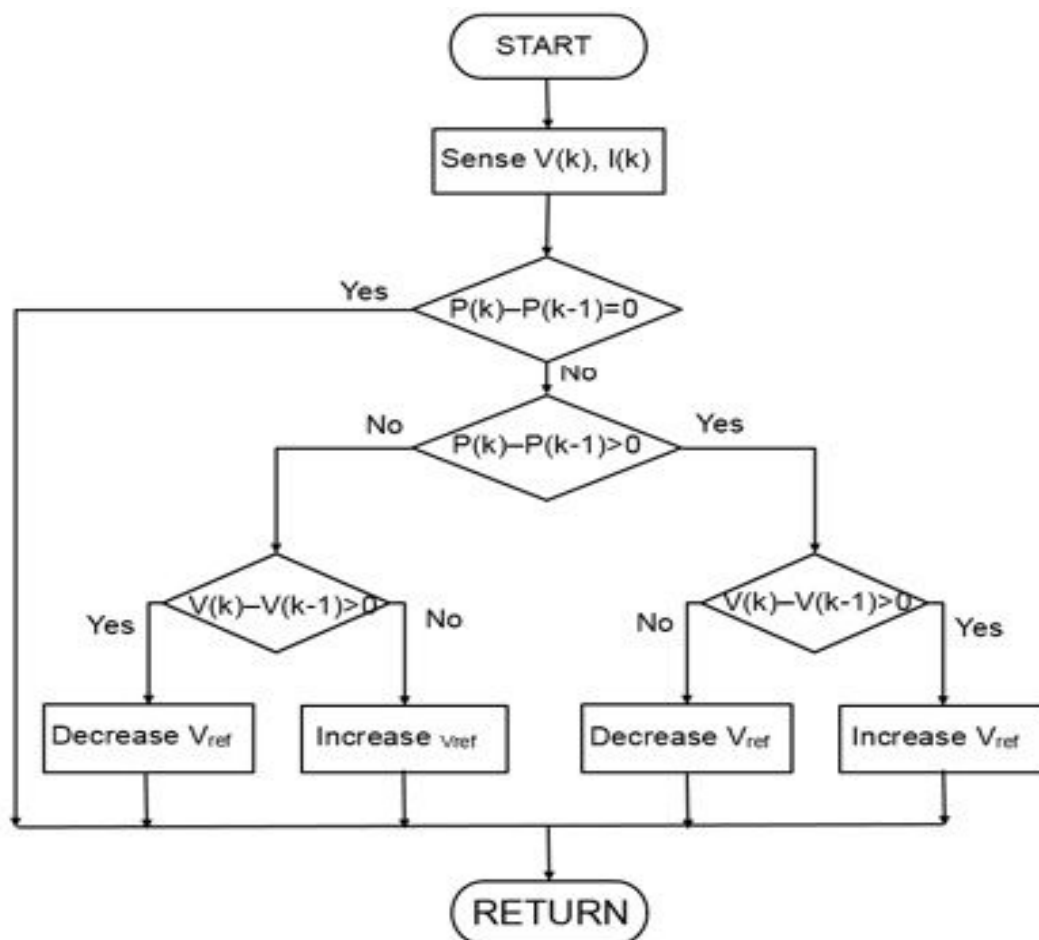 START
Sense V(k), I(k)
Yes
P(k)–P(k-1)=0
No
No
P(k)–P(k-1)>0
Yes
V(k)–V(k-1)>0
Yes
No
V(k)–V(k-1)>0
No
Yes
Decrease Vref
Increase Vref
Decrease Vref
Increase Vref
RETURN